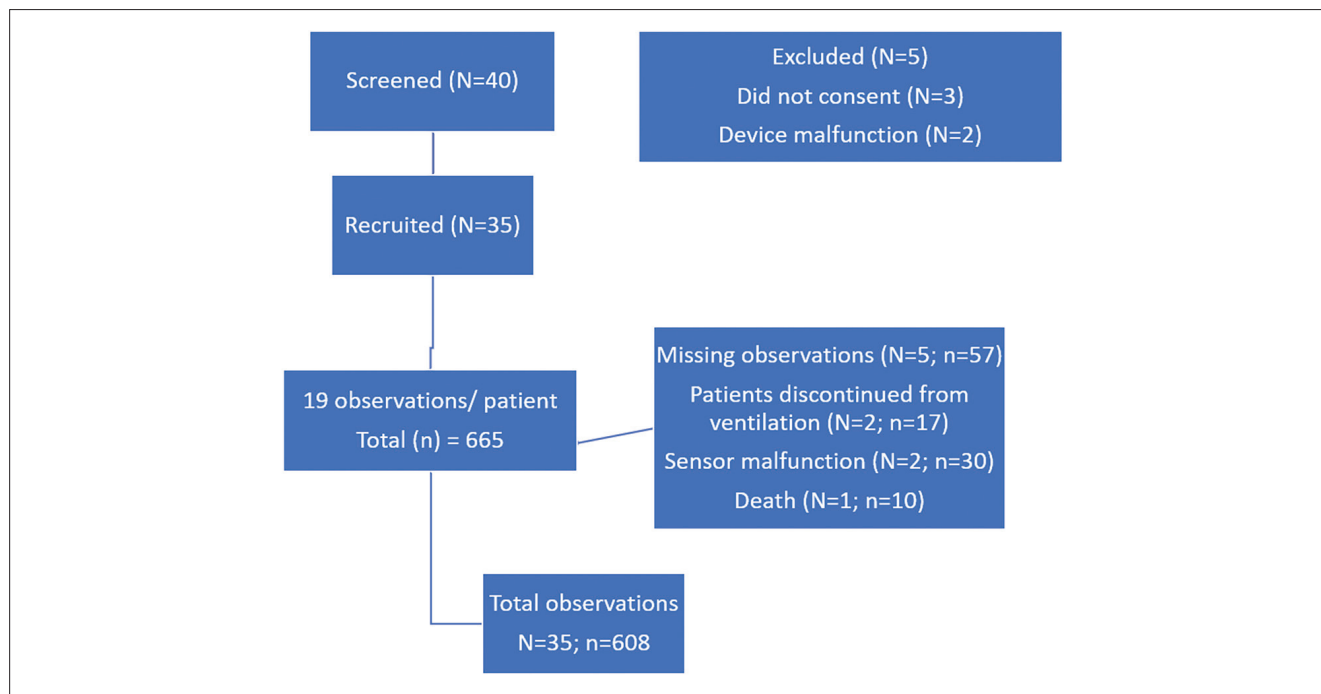 Screened (N=40)
Excluded (N=5)
Did not consent (N=3)
Device malfunction (N=2)
Recruited (N=35)
19 observations/ patient
Total (n) = 665
Missing observations (N=5; n=57)
Patients discontinued from
ventilation (N=2; n=17)
Sensor malfunction (N=2; n=30)
Death (N=1; n=10)
Total observations
N=35; n=608